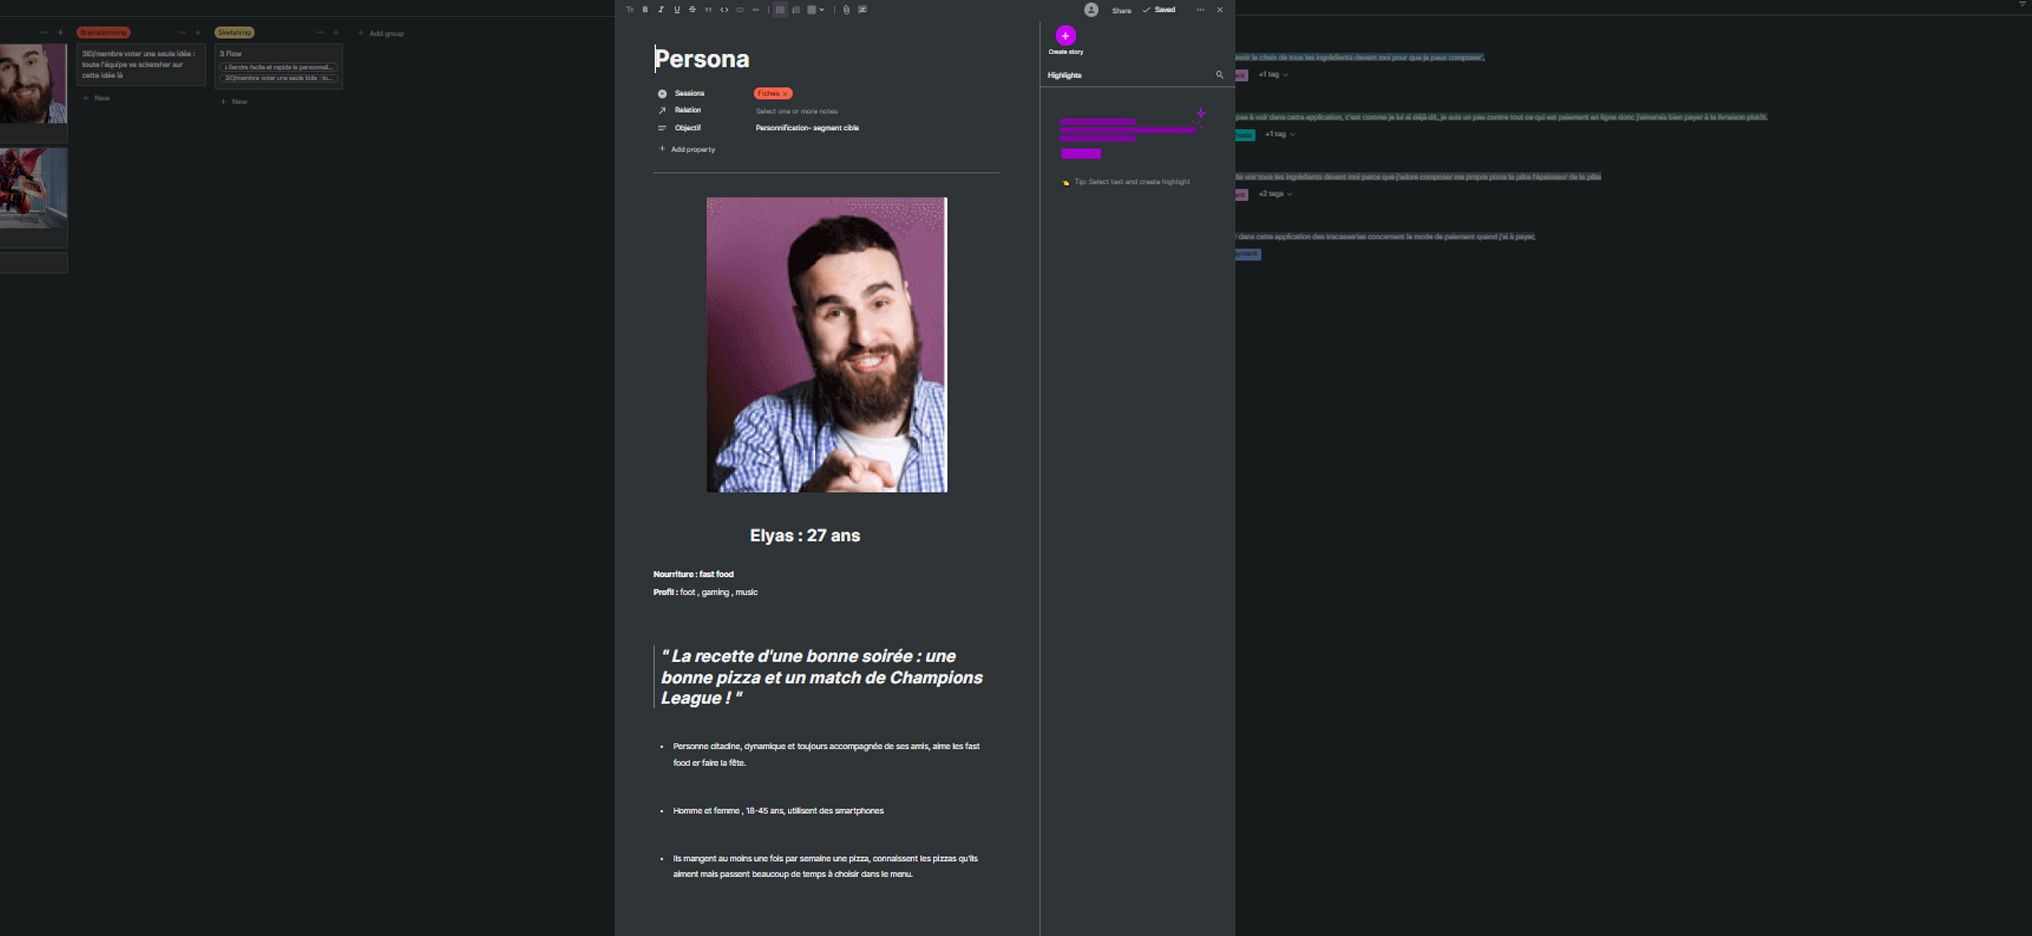 Brainstorming
3ID/membre voter une seule idée :
toute l'équipe va scketsher sur
cette idée là
New
Sketshing
3 Flow
Rendre facile et rapide la personnali...
3ID/membre voter une seule idée : to...
New
Add group
Share
Saved
Persona
Sessions
Fiches
Relation
Select one or more notes
Objectif
Personnification- segment cible
Add property
Elyas : 27 ans
Nourriture : fast food
Profil : foot , gaming , music
" La recette d'une bonne soirée : une
bonne pizza et un match de Champions
League ! "
Personne citadine, dynamique et toujours accompagnée de ses amis, aime les fast
food er faire la fête.
Homme et femme , 18-45 ans, utilisent des smartphones
Ils mangent au moins une fois par semaine une pizza, connaissent les pizzas qu'ils
aiment mais passent beaucoup de temps à choisir dans le menu.
Create story
Highlights
Tip: Select text and create highlight
avoir le choix de tous les ingrédients devant moi pour que je peux composer ,
+1 tag
pas à voir dans cette application, c'est comme je lui ai déjà dit, je suis un peu contre tout ce qui est paiement en ligne donc j'aimerais bien payer à la livraison plutôt.
+1 tag
de voir tous les ingrédients devant moi parce que j'adore composer ma propre pizza la pâte l'épaisseur de la pâte
+2 tags
dans cette application des tracasseries concernant le mode de paiement quand j'ai à payer,